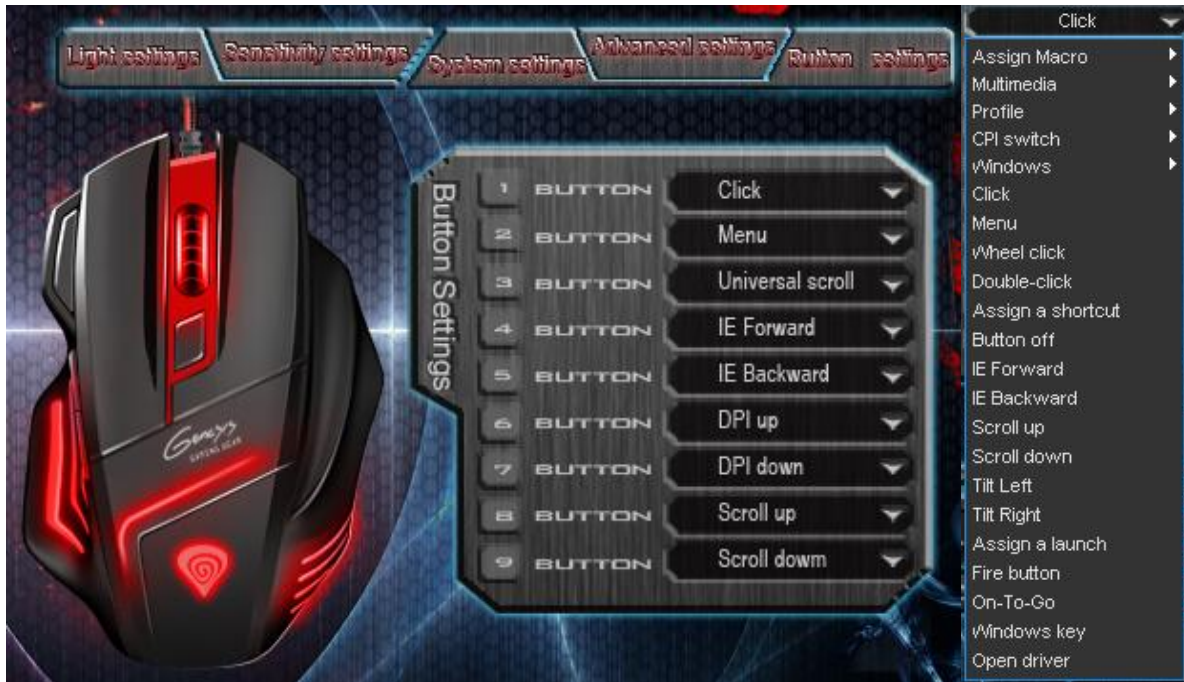 Light settings
Sensitivity settings
System settings
Advanced settings
Button settings
Button Settings
1 BUTTON Click
2 BUTTON Menu
3 BUTTON Universal scroll
4 BUTTON IE Forward
5 BUTTON IE Backward
6 BUTTON DPI up
7 BUTTON DPI down
8 BUTTON Scroll up
9 BUTTON Scroll dowm
Genesys
GAMING GEAR
Click
Assign Macro
Multimedia
Profile
CPI switch
Windows
Click
Menu
Wheel click
Double-click
Assign a shortcut
Button off
IE Forward
IE Backward
Scroll up
Scroll down
Tilt Left
Tilt Right
Assign a launch
Fire button
On-To-Go
Windows key
Open driver